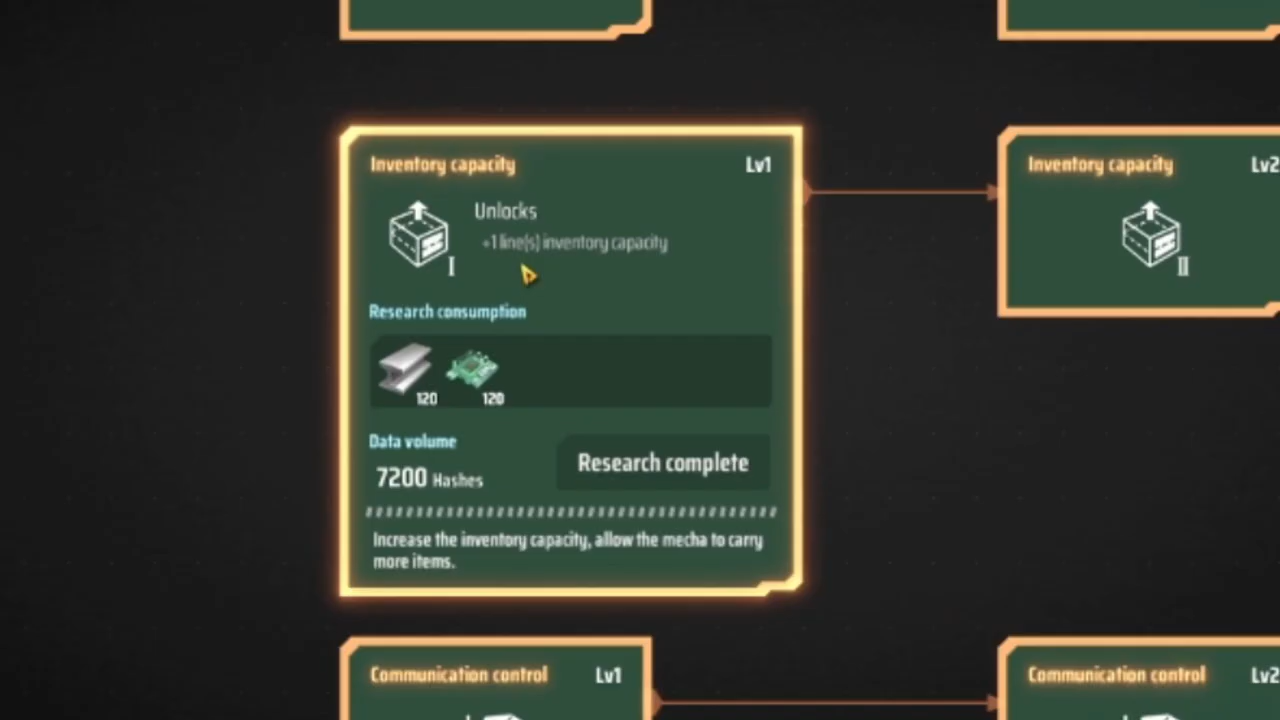 Inventory capacity Lv1
Unlocks
+1 line(s) inventory capacity
I
Research consumption
120 120
Data volume
7200 Hashes
Research complete
Increase the inventory capacity, allow the mecha to carry
more items.
Inventory capacity Lv2
II
Communication control Lv1
Communication control Lv2